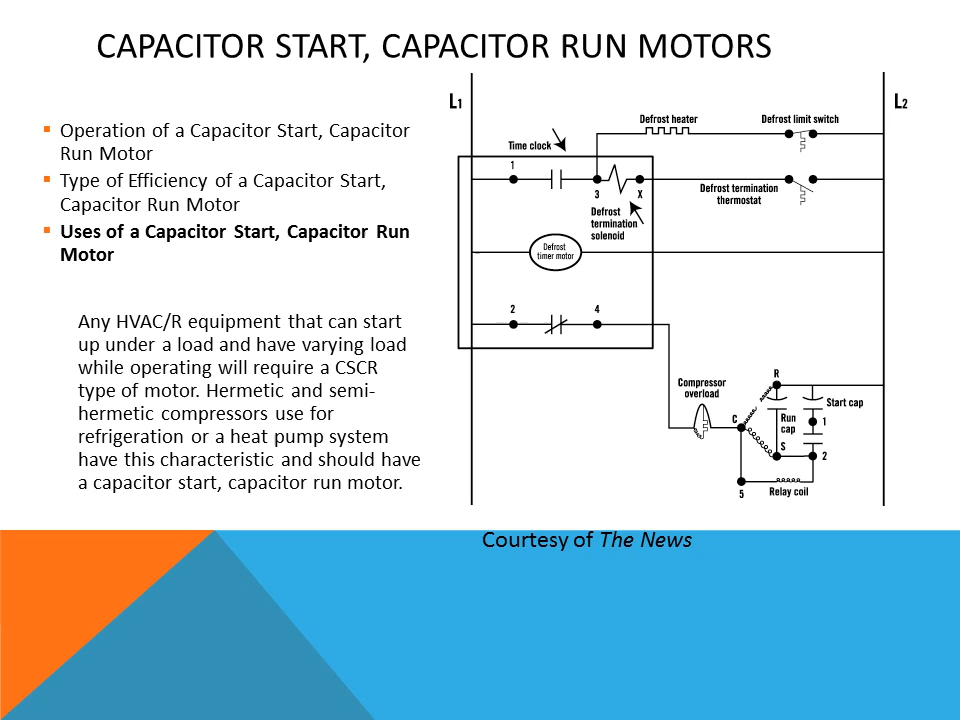 CAPACITOR START, CAPACITOR RUN MOTORS
Operation of a Capacitor Start, Capacitor
Run Motor
Type of Efficiency of a Capacitor Start,
Capacitor Run Motor
Uses of a Capacitor Start, Capacitor Run
Motor
Any HVAC/R equipment that can start
up under a load and have varying load
while operating will require a CSCR
type of motor. Hermetic and semi-
hermetic compressors use for
refrigeration or a heat pump system
have this characteristic and should have
a capacitor start, capacitor run motor.
L1
L2
Defrost heater
Defrost limit switch
Time clock
1
3
X
Defrost
termination
solenoid
Defrost termination
thermostat
Defrost
timer motor
2
4
Compressor
overload
R
C
Run
cap
Start cap
1
S
2
5
Relay coil
Courtesy of The News